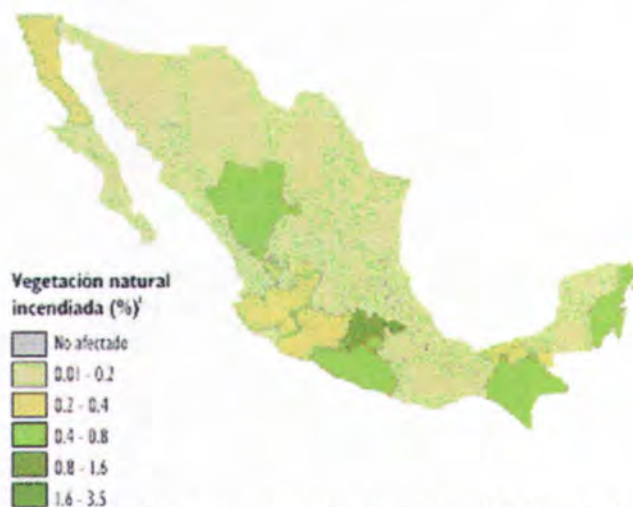 Vegetación natural
incendiada (%)¹
No afectado
0.01 - 0.2
0.2 - 0.4
0.4 - 0.8
0.8 - 1.6
1.6 - 3.5